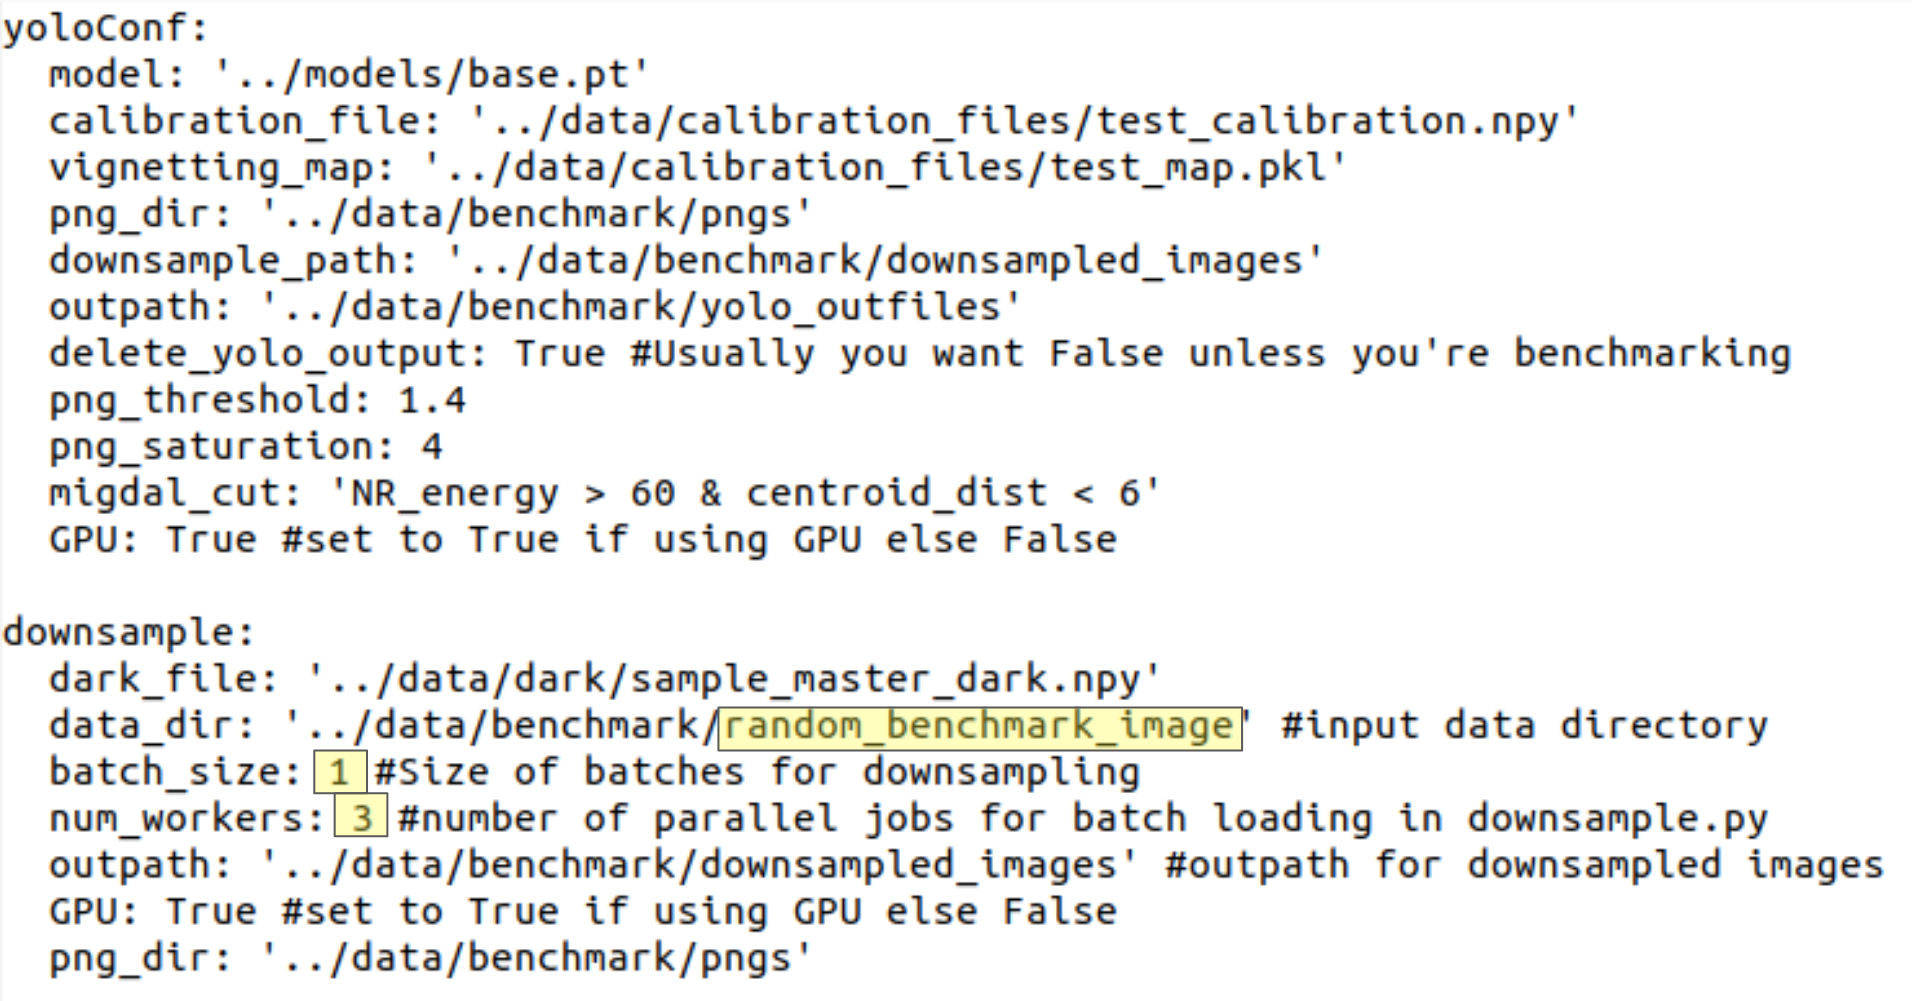 yoloConf:
  model: '../models/base.pt'
  calibration_file: '../data/calibration_files/test_calibration.npy'
  vignetting_map: '../data/calibration_files/test_map.pkl'
  png_dir: '../data/benchmark/pngs'
  downsample_path: '../data/benchmark/downsampled_images'
  outpath: '../data/benchmark/yolo_outfiles'
  delete_yolo_output: True #Usually you want False unless you're benchmarking
  png_threshold: 1.4
  png_saturation: 4
  migdal_cut: 'NR_energy > 60 & centroid_dist < 6'
  GPU: True #set to True if using GPU else False

downsample:
  dark_file: '../data/dark/sample_master_dark.npy'
  data_dir: '../data/benchmark/random_benchmark_image' #input data directory
  batch_size: 1 #Size of batches for downsampling
  num_workers: 3 #number of parallel jobs for batch loading in downsample.py
  outpath: '../data/benchmark/downsampled_images' #outpath for downsampled images
  GPU: True #set to True if using GPU else False
  png_dir: '../data/benchmark/pngs'